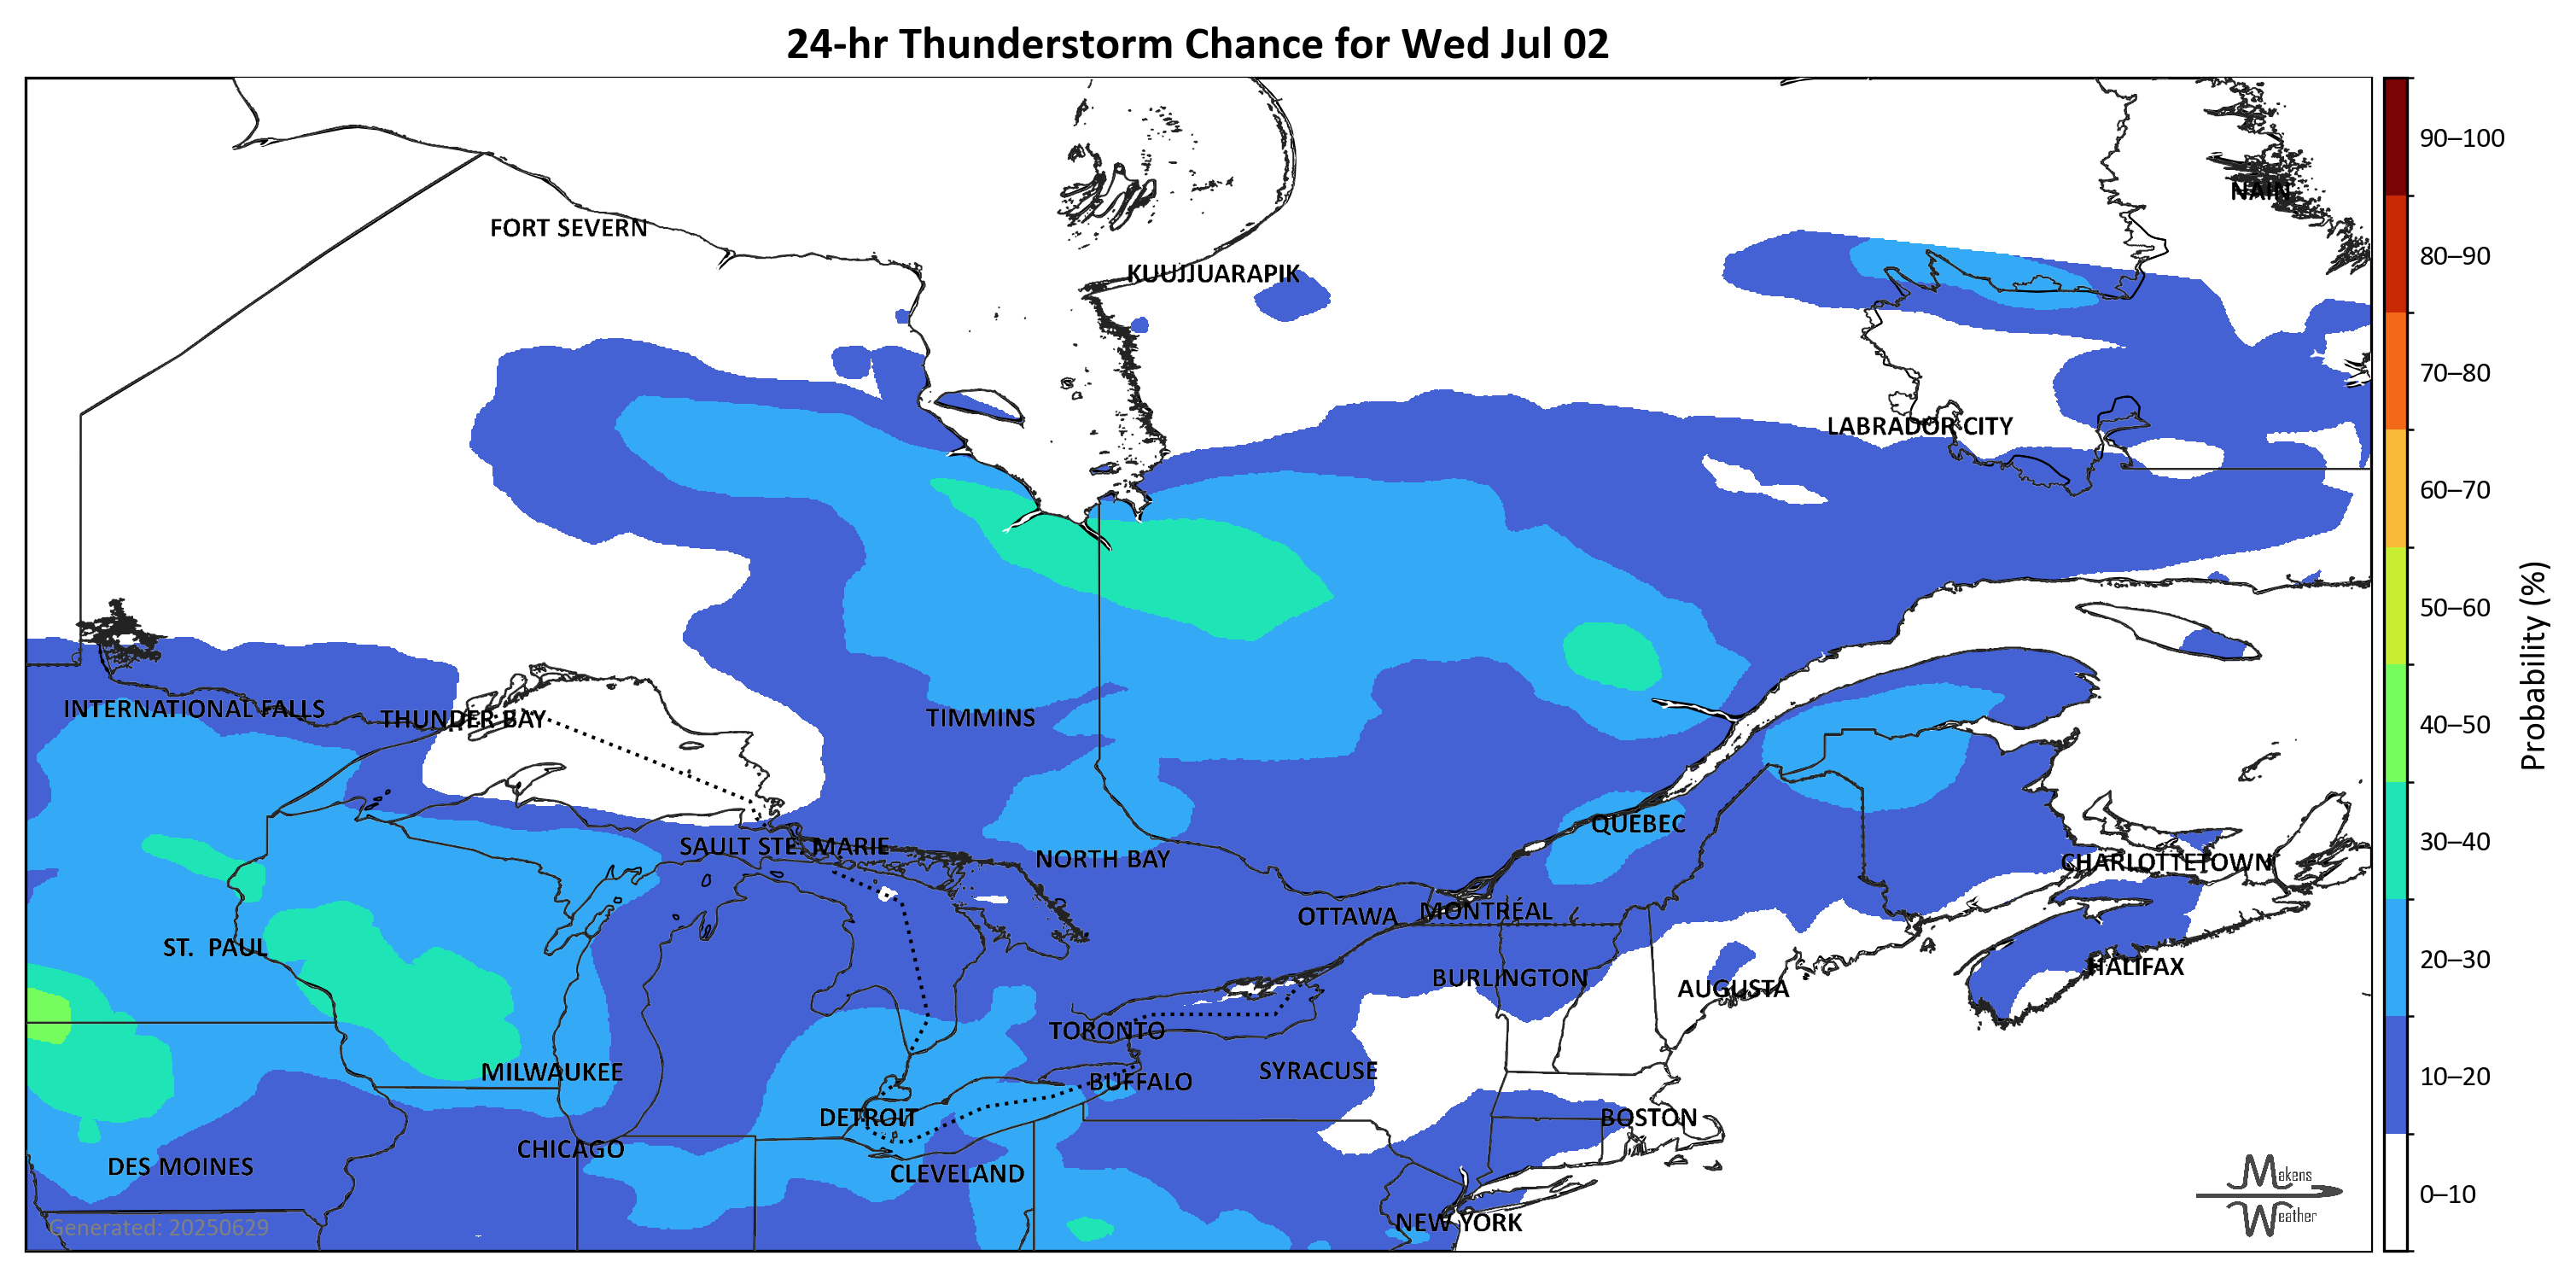 24-hr Thunderstorm Chance for Wed Jul 02
90–100
NAIN
FORT SEVERN
80–90
KUUJJUARAPIK
70–80
LABRADOR CITY
60–70
50–60
Probability (%)
INTERNATIONAL FALLS
THUNDER BAY
TIMMINS
40–50
QUEBEC
SAULT STE. MARIE
NORTH BAY
CHARLOTTETOWN
30–40
OTTAWA
MONTRÉAL
ST. PAUL
BURLINGTON
AUGUSTA
HALIFAX
20–30
TORONTO
MILWAUKEE
SYRACUSE
BUFFALO
10–20
DETROIT
BOSTON
CHICAGO
DES MOINES
CLEVELAND
Makens
Weather
0–10
Generated: 20250629
NEW YORK